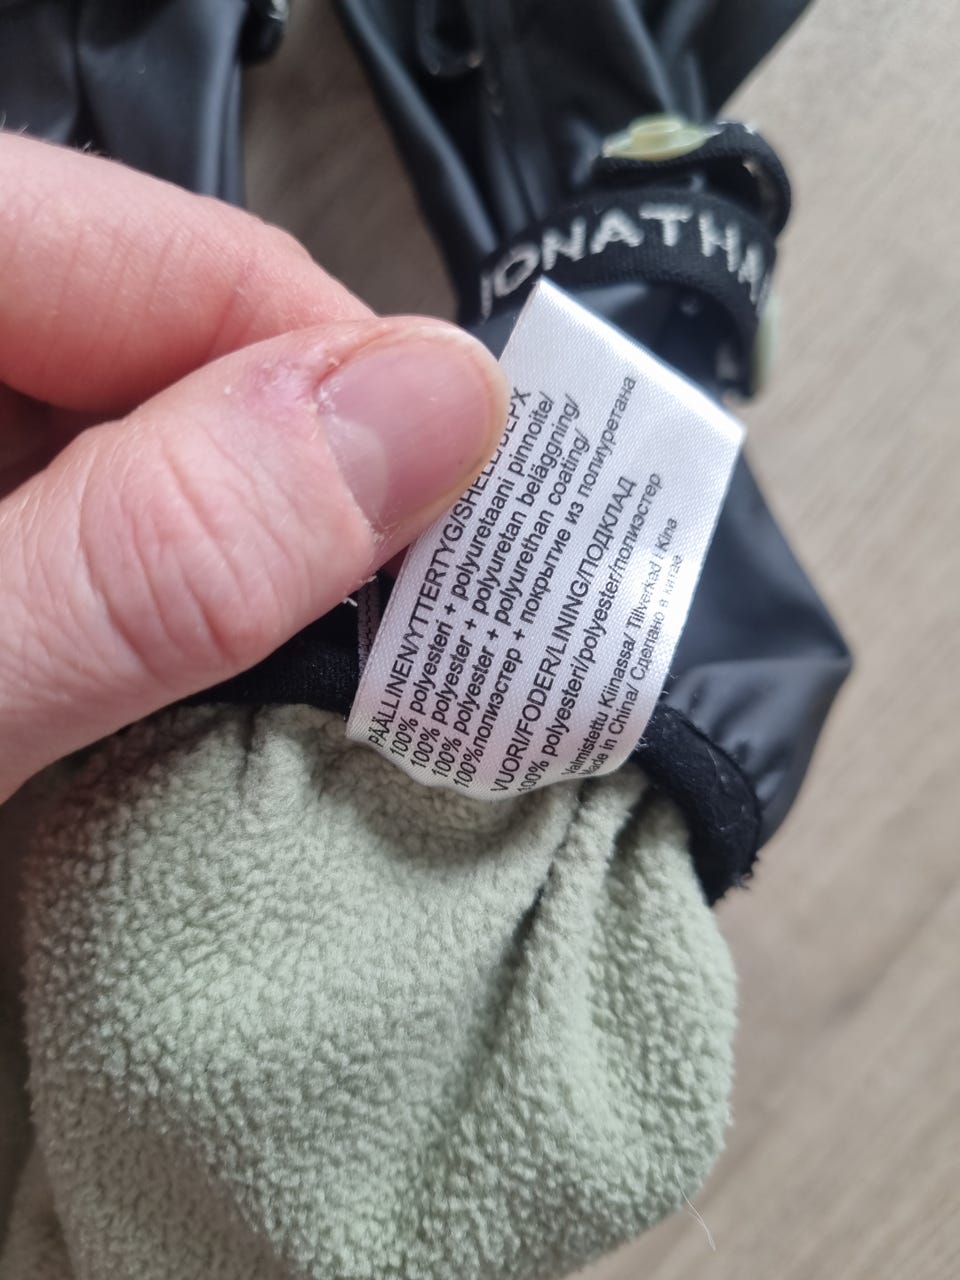 JONATHA
PÄÄLLINEN/YTTERTYG/SHELL/ВЕРХ
100% polyesteri + polyuretaani pinnoite/
100% polyester + polyuretan beläggning/
100% polyester + polyurethan coating/
100%полиэстер + покрытие из полиуретана
VUORI/FODER/LINING/ПОДКЛАД
100% polyesteri/polyester/полиэстер
Valmistettu Kiinassa/ Tillverkad i Kina
Made in China/ Сделано в китае